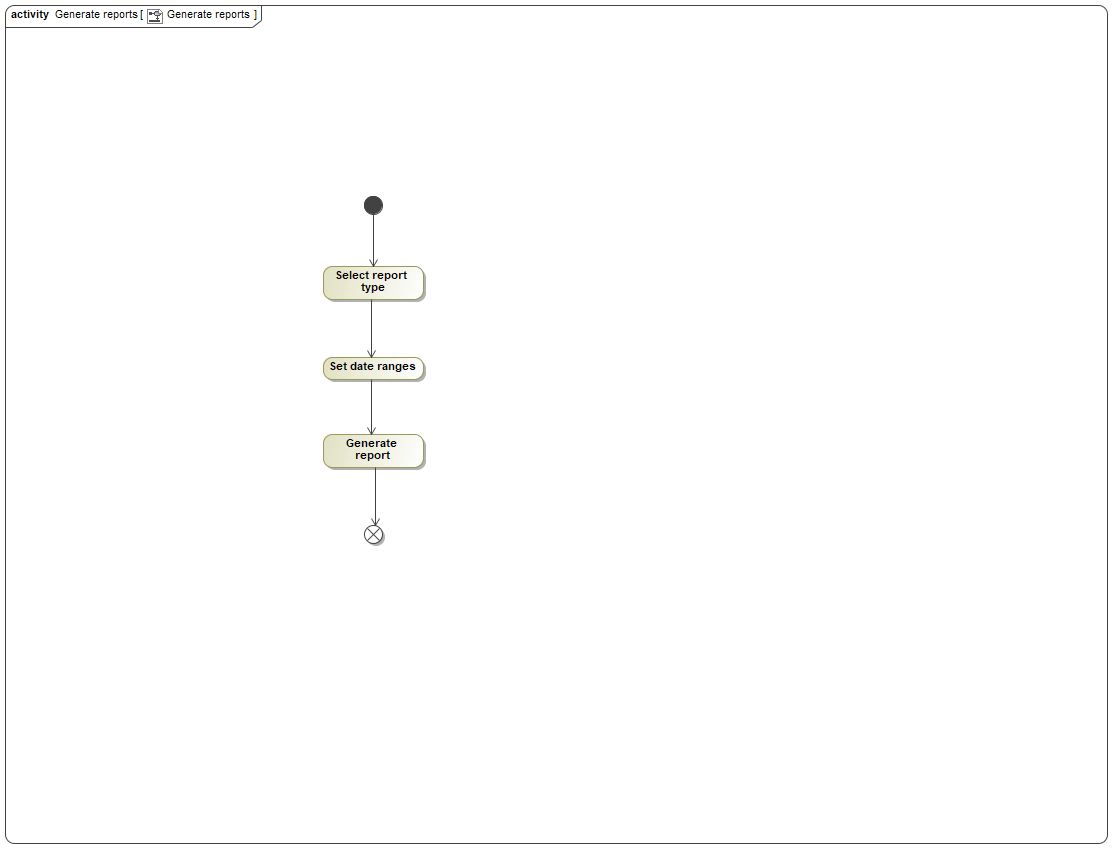 activity Generate reports [ Generate reports ]
Select report
type
Set date ranges
Generate
report